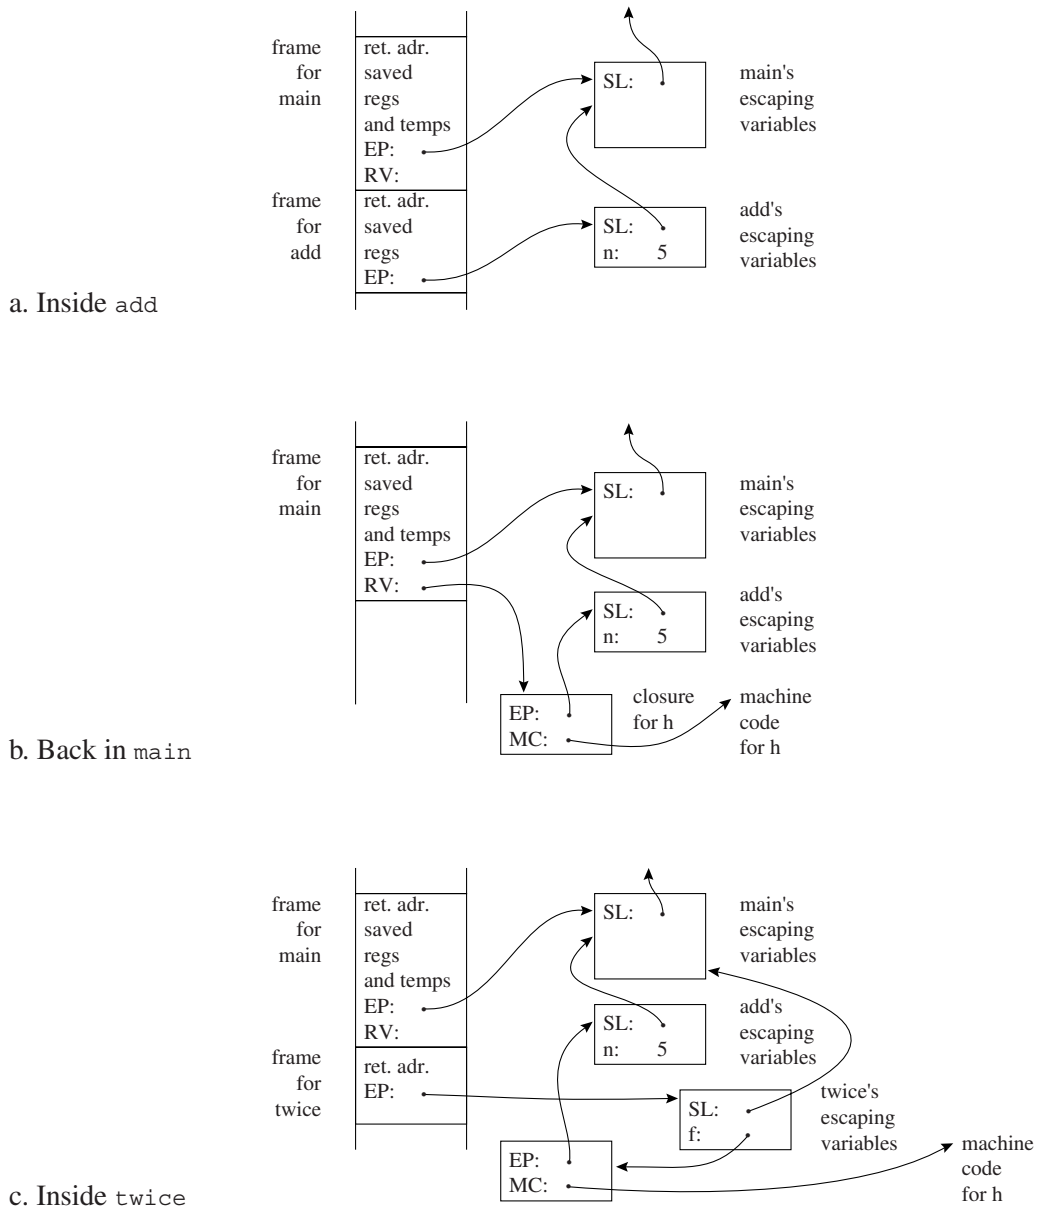 frame
for
main
ret. adr.
saved
regs
and temps
EP:
RV:
SL:
main's
escaping
variables
frame
for
add
ret. adr.
saved
regs
EP:
SL:
n: 5
add's
escaping
variables
a. Inside add
frame
for
main
ret. adr.
saved
regs
and temps
EP:
RV:
SL:
main's
escaping
variables
SL:
n: 5
add's
escaping
variables
EP:
MC:
closure
for h
machine
code
for h
b. Back in main
frame
for
main
ret. adr.
saved
regs
and temps
EP:
RV:
SL:
main's
escaping
variables
SL:
n: 5
add's
escaping
variables
frame
for
twice
ret. adr.
EP:
SL:
f:
twice's
escaping
variables
EP:
MC:
machine
code
for h
c. Inside twice